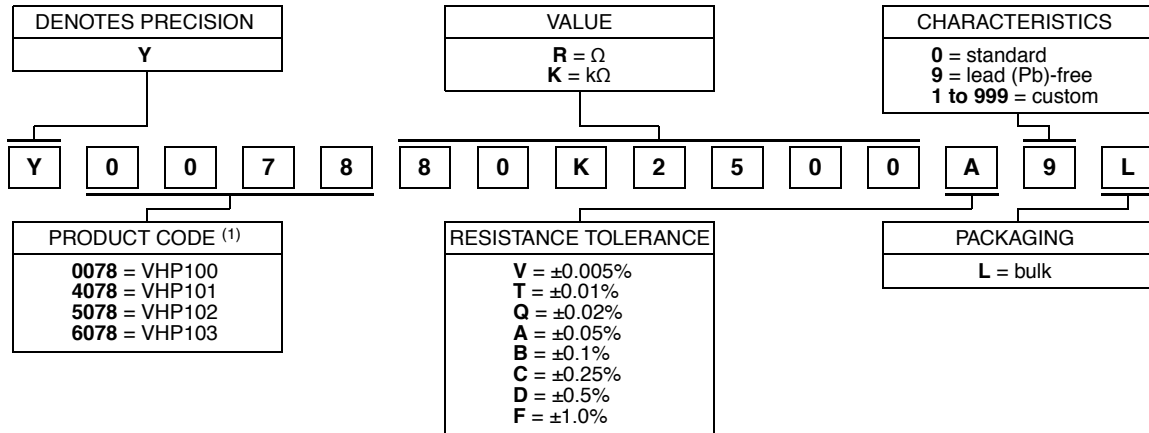 DENOTES PRECISION
Y
VALUE
R = Ω
K = kΩ
CHARACTERISTICS
0 = standard
9 = lead (Pb)-free
1 to 999 = custom
Y 0 0 7 8 8 0 K 2 5 0 0 A 9 L
PRODUCT CODE (1)
0078 = VHP100
4078 = VHP101
5078 = VHP102
6078 = VHP103
RESISTANCE TOLERANCE
V = ±0.005%
T = ±0.01%
Q = ±0.02%
A = ±0.05%
B = ±0.1%
C = ±0.25%
D = ±0.5%
F = ±1.0%
PACKAGING
L = bulk